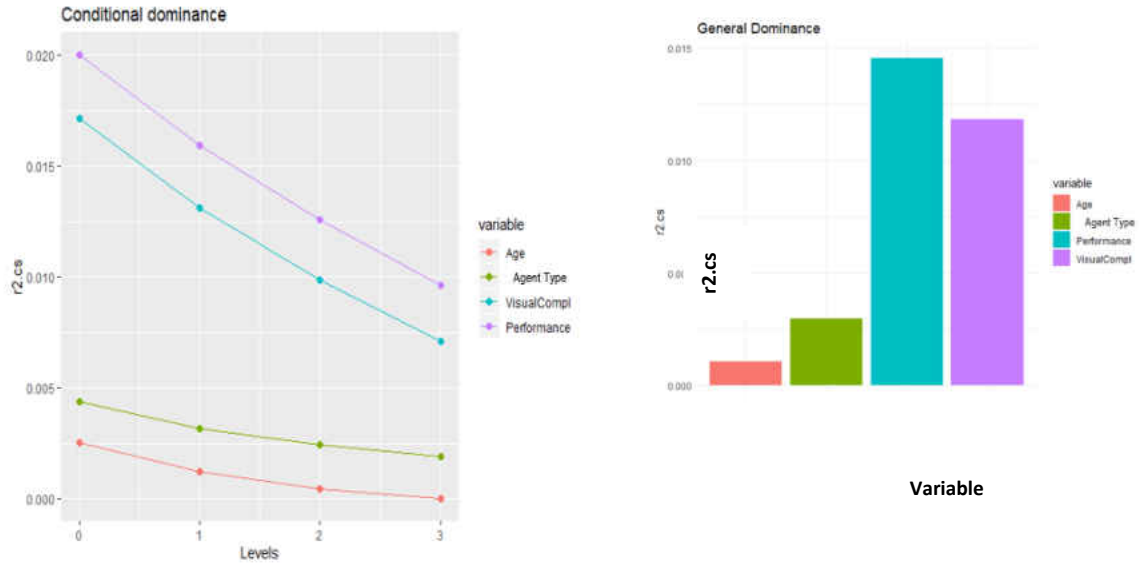 Conditional dominance
0.020
0.015
0.010
0.005
0.000
r2.cs
0
1
2
3
Levels
variable
Age
Agent Type
VisualCompl
Performance
General Dominance
0.015
0.010
0.0(
0.000
r2.cs
r2.cs
Variable
variable
Age
Agent Type
Performance
VisualCompl